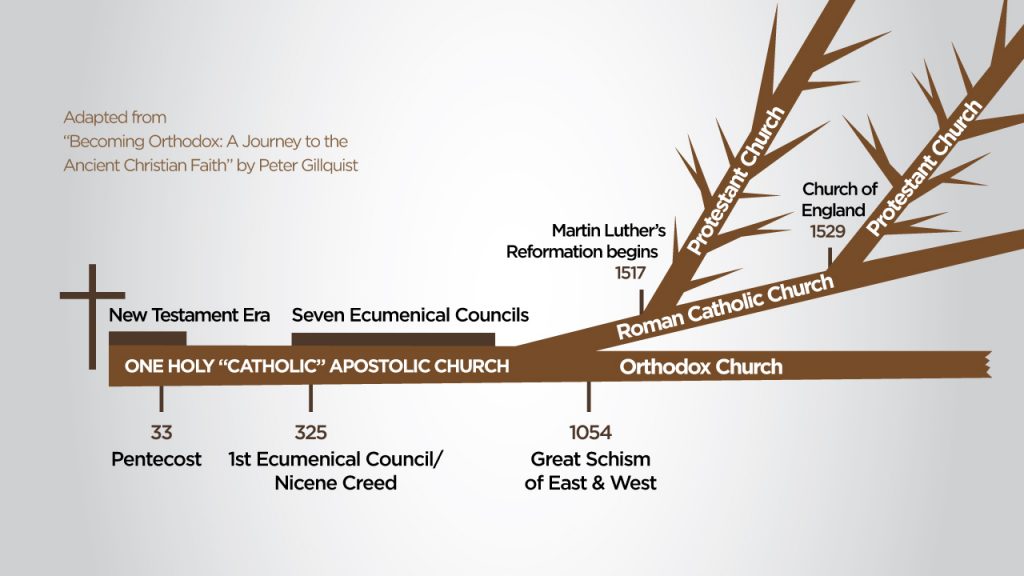 Adapted from
“Becoming Orthodox: A Journey to the
Ancient Christian Faith” by Peter Gillquist
Protestant Church
Protestant Church
Church of
England
1529
Martin Luther’s
Reformation begins
1517
Roman Catholic Church
New Testament Era
Seven Ecumenical Councils
ONE HOLY “CATHOLIC” APOSTOLIC CHURCH
Orthodox Church
33
Pentecost
325
1st Ecumenical Council/
Nicene Creed
1054
Great Schism
of East & West